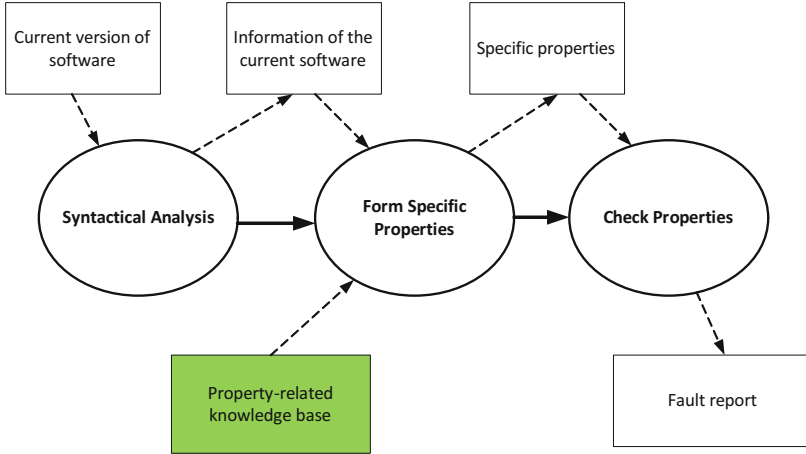 Current version of
software
Information of the
current software
Specific properties
Syntactical Analysis
Form Specific
Properties
Check Properties
Property-related
knowledge base
Fault report